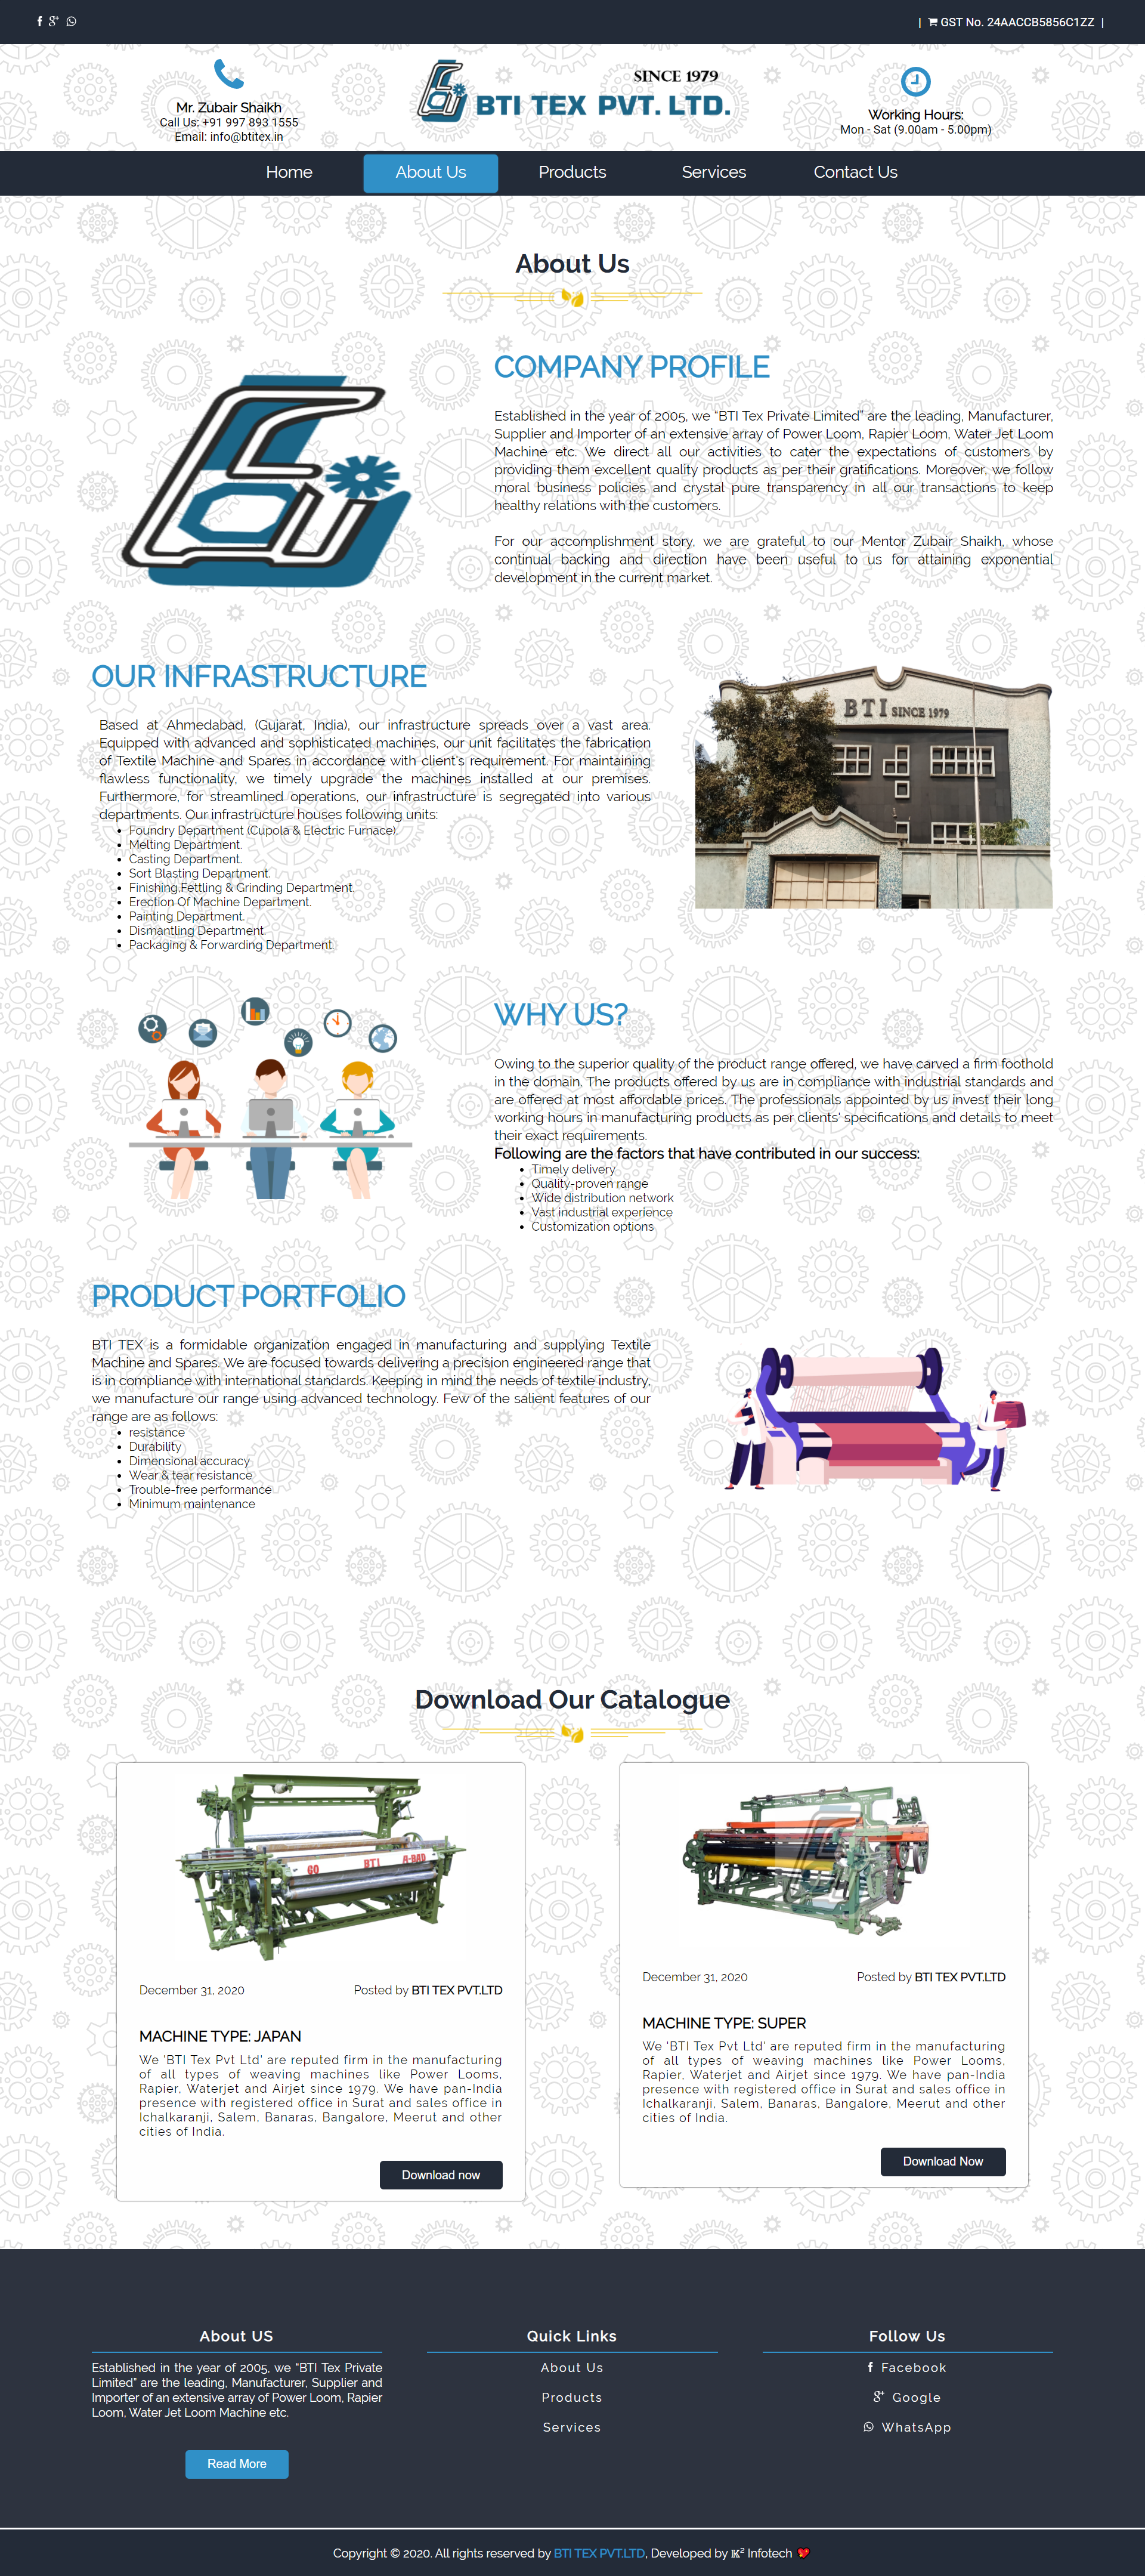 | GST No. 24AACCB5856C1ZZ |
Mr. Zubair Shaikh
Call Us: +91 997 893 1555
Email: info@btitex.in
SINCE 1979
BTI TEX PVT. LTD.
Working Hours:
Mon - Sat (9.00am - 5.00pm)
Home About Us Products Services Contact Us
About Us
COMPANY PROFILE
Established in the year of 2005, we “BTI Tex Private Limited” are the leading, Manufacturer,
Supplier and Importer of an extensive array of Power Loom, Rapier Loom, Water Jet Loom
Machine etc. We direct all our activities to cater the expectations of customers by
providing them excellent quality products as per their gratifications. Moreover, we follow
moral business policies and crystal pure transparency in all our transactions to keep
healthy relations with the customers.
For our accomplishment story, we are grateful to our Mentor Zubair Shaikh, whose
continual backing and direction have been useful to us for attaining exponential
development in the current market.
OUR INFRASTRUCTURE
Based at Ahmedabad, (Gujarat, India), our infrastructure spreads over a vast area.
Equipped with advanced and sophisticated machines, our unit facilitates the fabrication
of Textile Machine and Spares in accordance with client's requirement. For maintaining
flawless functionality, we timely upgrade the machines installed at our premises.
Furthermore, for streamlined operations, our infrastructure is segregated into various
departments. Our infrastructure houses following units:
• Foundry Department (Cupola & Electric Furnace).
• Melting Department.
• Casting Department.
• Sort Blasting Department.
• Finishing,Fettling & Grinding Department.
• Erection Of Machine Department.
• Painting Department.
• Dismantling Department.
• Packaging & Forwarding Department.
BTI SINCE 1979
WHY US?
Owing to the superior quality of the product range offered, we have carved a firm foothold
in the domain. The products offered by us are in compliance with industrial standards and
are offered at most affordable prices. The professionals appointed by us invest their long
working hours in manufacturing products as per clients' specifications and details to meet
their exact requirements.
Following are the factors that have contributed in our success:
• Timely delivery
• Quality-proven range
• Wide distribution network
• Vast industrial experience
• Customization options
PRODUCT PORTFOLIO
BTI TEX is a formidable organization engaged in manufacturing and supplying Textile
Machine and Spares. We are focused towards delivering a precision engineered range that
is in compliance with international standards. Keeping in mind the needs of textile industry,
we manufacture our range using advanced technology. Few of the salient features of our
range are as follows:
• resistance
• Durability
• Dimensional accuracy
• Wear & tear resistance
• Trouble-free performance
• Minimum maintenance
Download Our Catalogue
GO BTI A-BAD
December 31, 2020 Posted by BTI TEX PVT.LTD
MACHINE TYPE: JAPAN
We 'BTI Tex Pvt Ltd' are reputed firm in the manufacturing
of all types of weaving machines like Power Looms,
Rapier, Waterjet and Airjet since 1979. We have pan-India
presence with registered office in Surat and sales office in
Ichalkaranji, Salem, Banaras, Bangalore, Meerut and other
cities of India.
Download now
December 31, 2020 Posted by BTI TEX PVT.LTD
MACHINE TYPE: SUPER
We 'BTI Tex Pvt Ltd' are reputed firm in the manufacturing
of all types of weaving machines like Power Looms,
Rapier, Waterjet and Airjet since 1979. We have pan-India
presence with registered office in Surat and sales office in
Ichalkaranji, Salem, Banaras, Bangalore, Meerut and other
cities of India.
Download Now
About US
Established in the year of 2005, we “BTI Tex Private
Limited” are the leading, Manufacturer, Supplier and
Importer of an extensive array of Power Loom, Rapier
Loom, Water Jet Loom Machine etc.
Read More
Quick Links
About Us
Products
Services
Follow Us
Facebook
Google
WhatsApp
Copyright © 2020. All rights reserved by BTI TEX PVT.LTD, Developed by 𝕂² Infotech